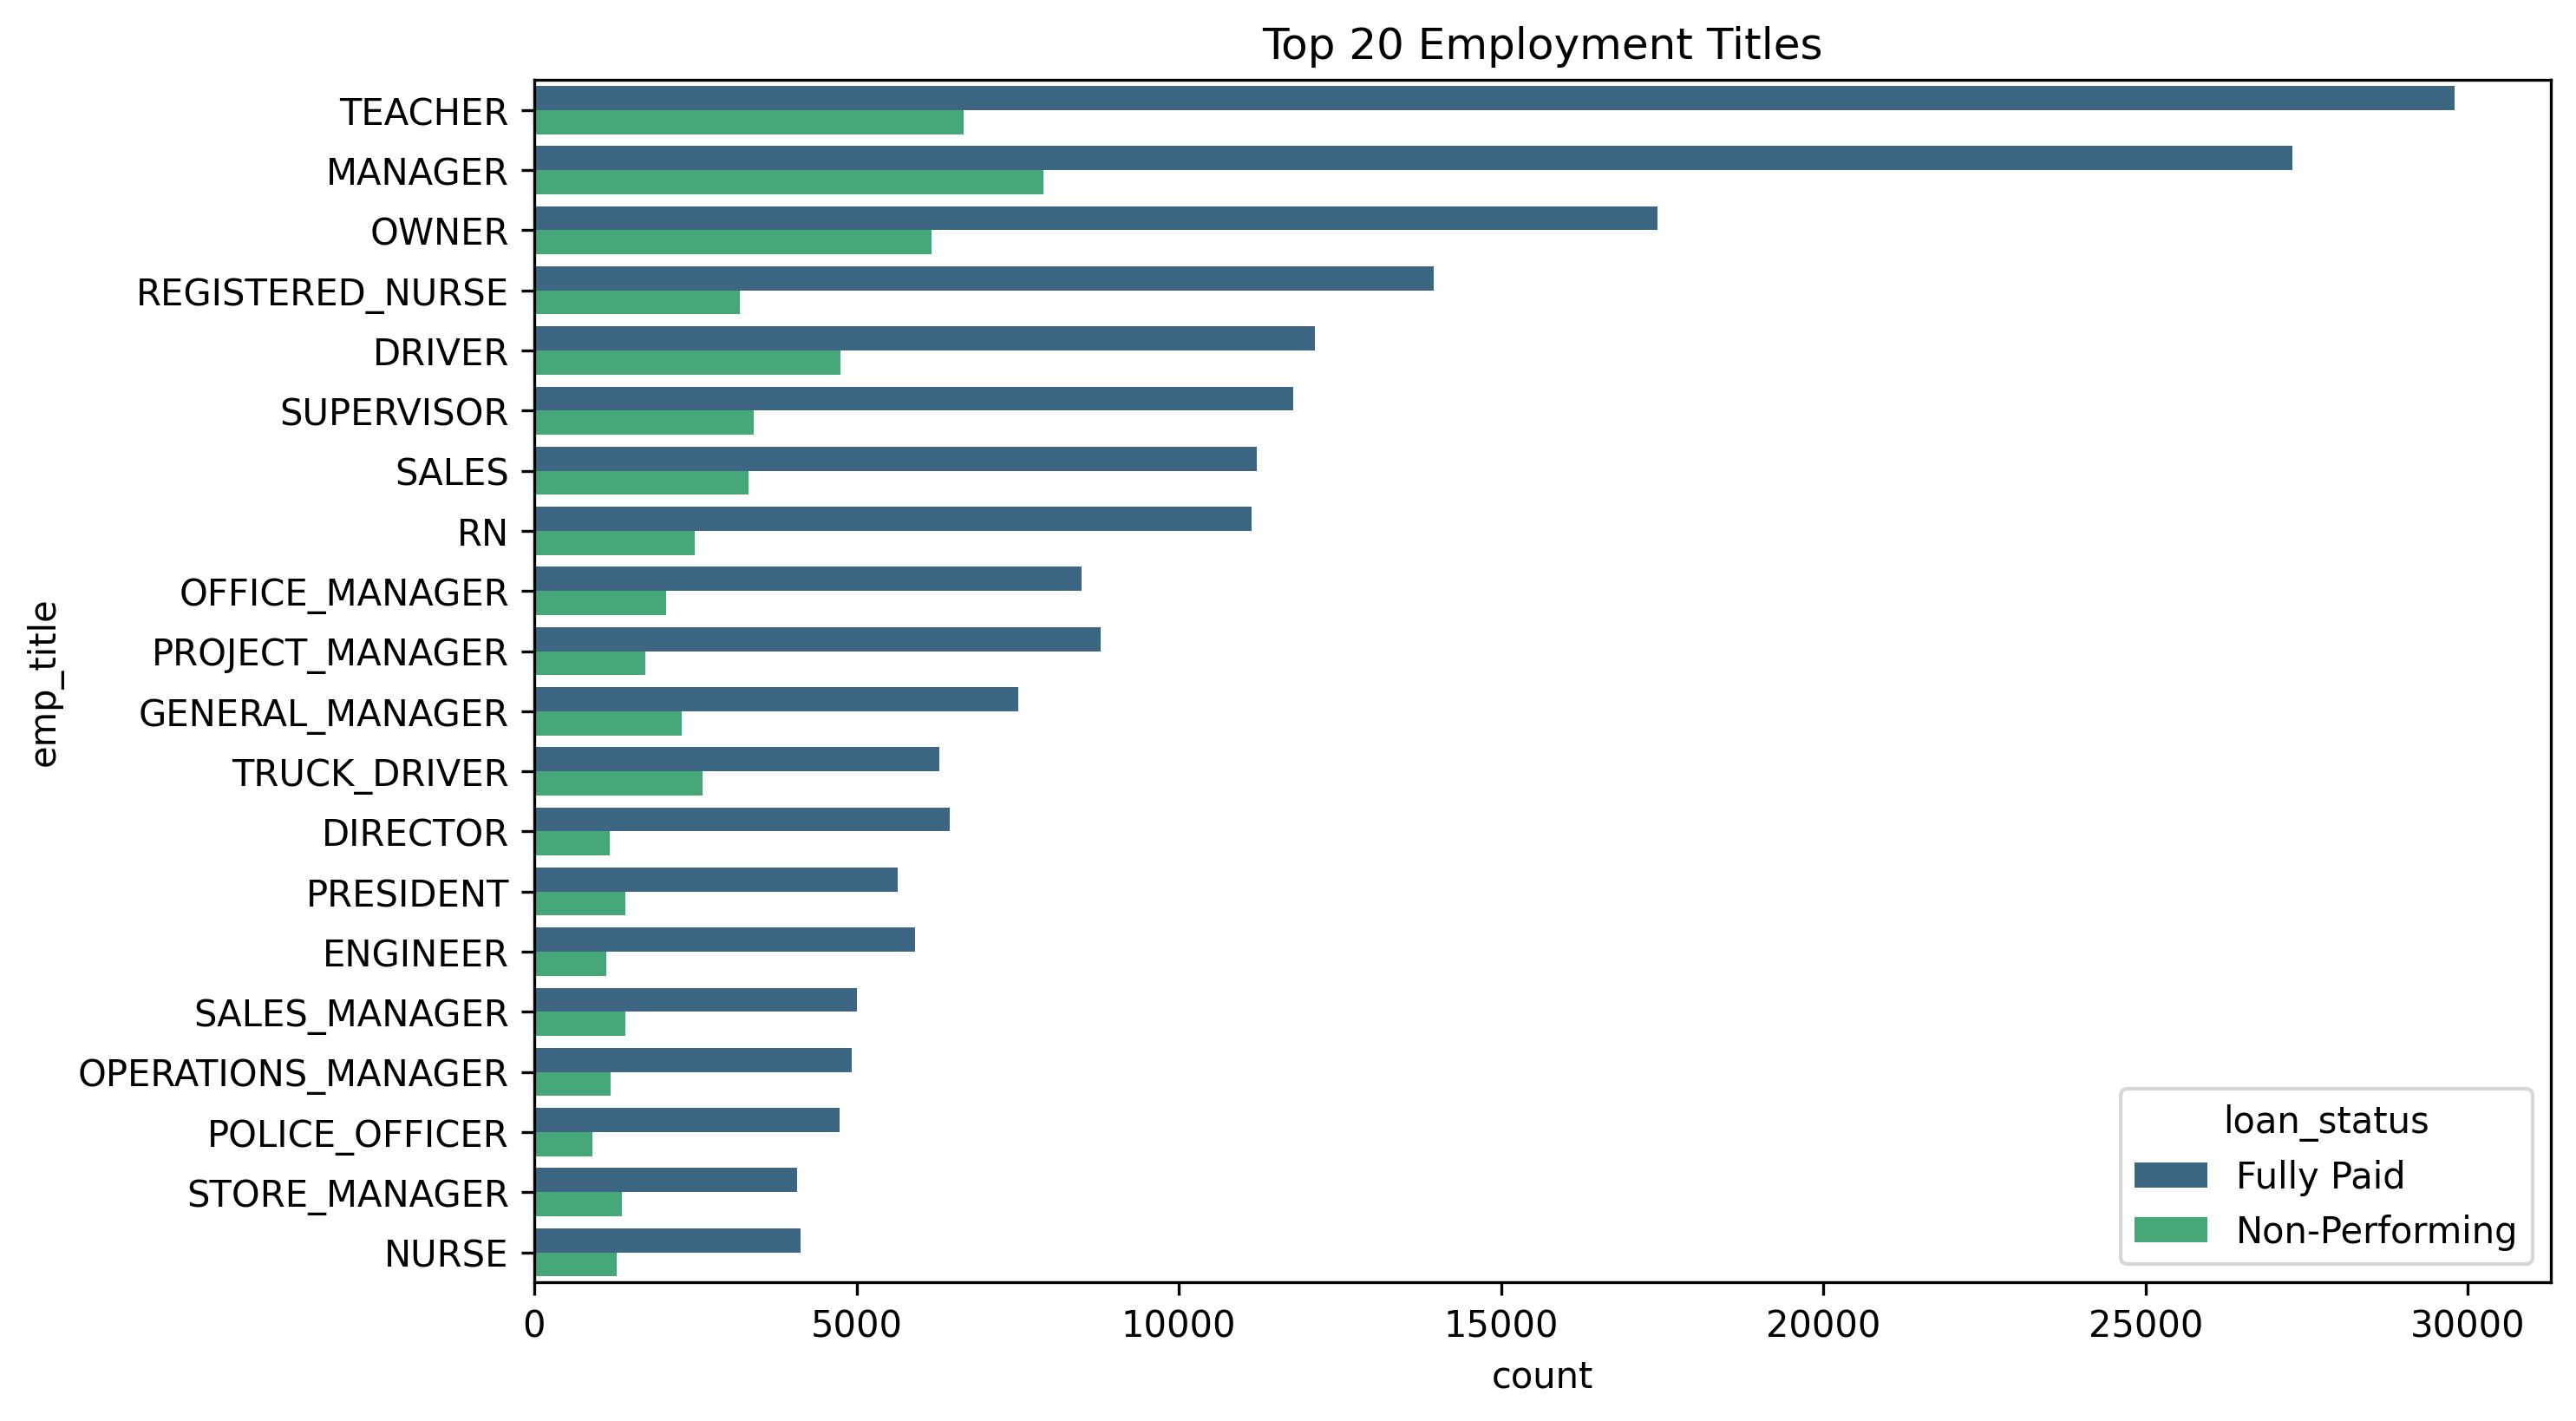 Top 20 Employment Titles
TEACHER
MANAGER
OWNER
REGISTERED_NURSE
DRIVER
SUPERVISOR
SALES
RN
OFFICE_MANAGER
PROJECT_MANAGER
GENERAL_MANAGER
TRUCK_DRIVER
DIRECTOR
PRESIDENT
ENGINEER
SALES_MANAGER
OPERATIONS_MANAGER
POLICE_OFFICER
STORE_MANAGER
NURSE
emp_title
loan_status
Fully Paid
Non-Performing
0 5000 10000 15000 20000 25000 30000
count